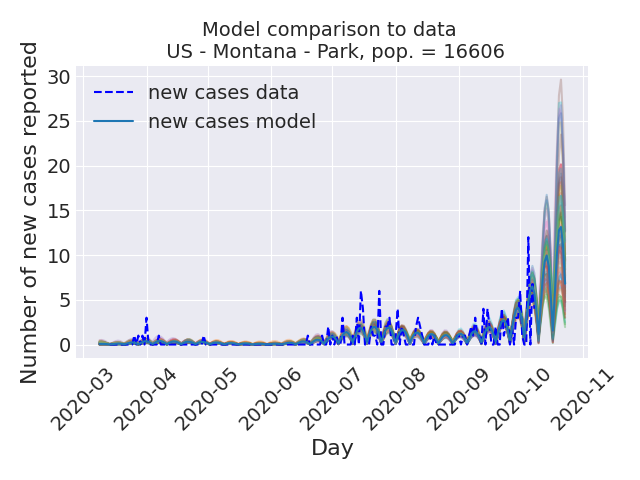 Model comparison to data
US - Montana - Park, pop. = 16606
Number of new cases reported
30
25
20
15
10
5
0
new cases data
new cases model
2020-03
2020-04
2020-05
2020-06
2020-07
2020-08
2020-09
2020-10
2020-11
Day